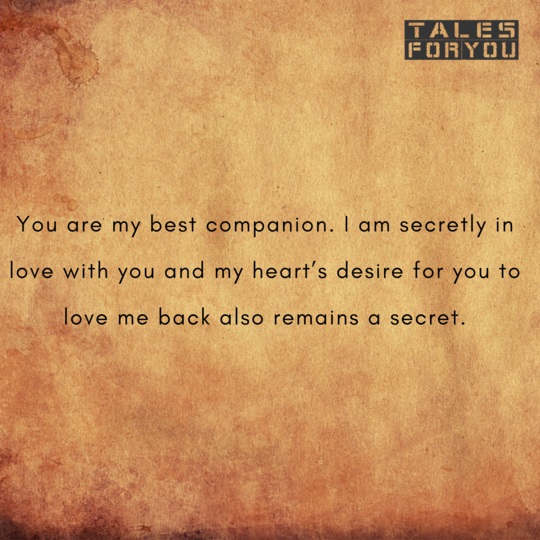 TALES
FORYOU
You are my best companion. I am secretly in
love with you and my heart’s desire for you to
love me back also remains a secret.